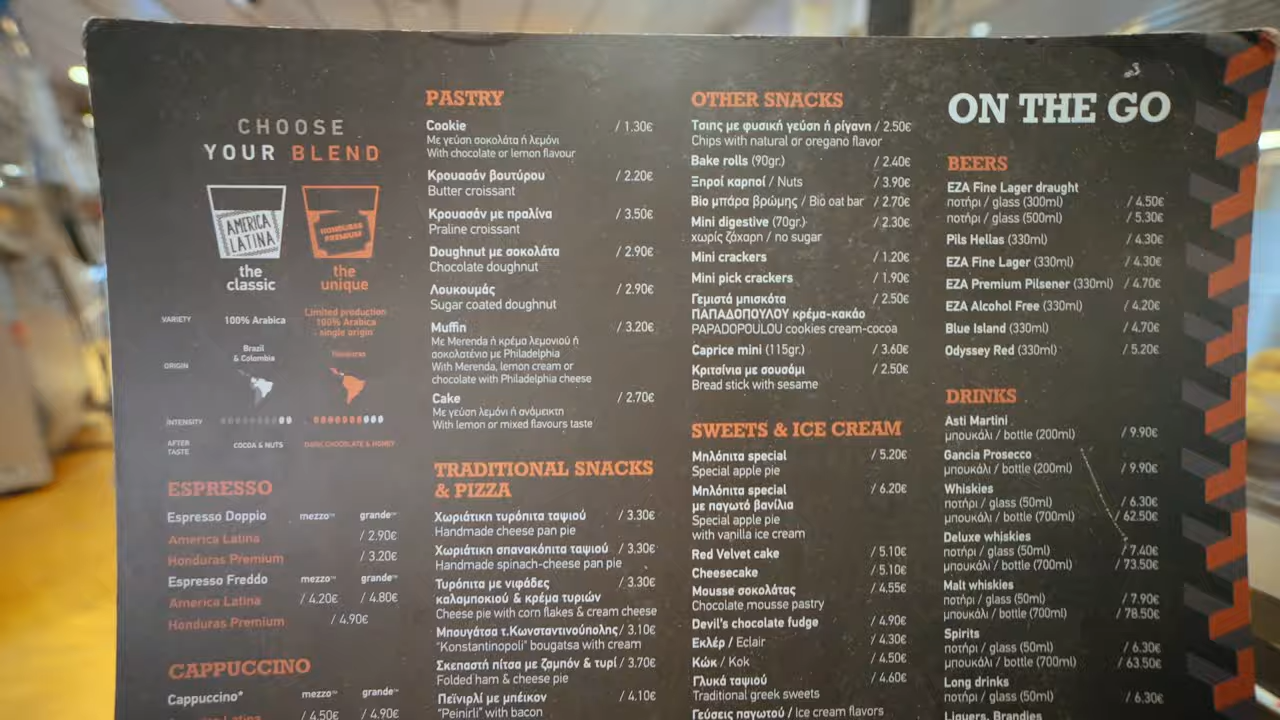 CHOOSE
YOUR BLEND
AMERICA
LATINA
HONDURAS
PREMIUM
the
classic
the
unique
VARIETY
100% Arabica
Limited production
100% Arabica
single origin
ORIGIN
Brazil
& Colombia
Honduras
INTENSITY
AFTER
TASTE
COCOA & NUTS
DARK CHOCOLATE & HONEY
ESPRESSO
Espresso Doppio mezzo™ grande™
America Latina / 2.90€
Honduras Premium / 3.20€
Espresso Freddo mezzo™ grande™
America Latina / 4.20€ / 4.80€
Honduras Premium / 4.90€
CAPPUCCINO
Cappuccino* mezzo™ grande™
America Latina / 4.50€ / 4.90€
PASTRY
Cookie / 1.30€
Με γεύση σοκολάτα ή λεμόνι
With chocolate or lemon flavour
Κρουασάν βουτύρου / 2.20€
Butter croissant
Κρουασάν με πραλίνα / 3.50€
Praline croissant
Doughnut με σοκολάτα / 2.90€
Chocolate doughnut
Λουκουμάς / 2.90€
Sugar coated doughnut
Muffin / 3.20€
Με Merenda ή κρέμα λεμονιού ή
σοκολατένιο με Philadelphia
With Merenda, lemon cream or
chocolate with Philadelphia cheese
Cake / 2.70€
Με γεύση λεμόνι ή ανάμεικτη
With lemon or mixed flavours taste
TRADITIONAL SNACKS
& PIZZA
Χωριάτικη τυρόπιτα ταψιού / 3.30€
Handmade cheese pan pie
Χωριάτικη σπανακόπιτα ταψιού / 3.30€
Handmade spinach-cheese pan pie
Τυρόπιτα με νιφάδες / 3.30€
καλαμποκιού & κρέμα τυριών
Cheese pie with corn flakes & cream cheese
Μπουγάτσα τ.Κωνσταντινούπολης/ 3.10€
"Konstantinopoli" bougatsa with cream
Σκεπαστή πίτσα με ζαμπόν & τυρί / 3.70€
Folded ham & cheese pie
Πεϊνιρλί με μπέικον / 4.10€
"Peinirli" with bacon
OTHER SNACKS
Τσιπς με φυσική γεύση ή ρίγανη / 2.50€
Chips with natural or oregano flavor
Bake rolls (90gr.) / 2.40€
Ξηροί καρποί / Nuts / 3.90€
Bio μπάρα βρώμης / Bio oat bar / 2.70€
Mini digestive (70gr.) / 2.30€
χωρίς ζάχαρη / no sugar
Mini crackers / 1.20€
Mini pick crackers / 1.90€
Γεμιστά μπισκότα / 2.50€
ΠΑΠΑΔΟΠΟΥΛΟΥ κρέμα-κακάο
PAPADOPOULOU cookies cream-cocoa
Caprice mini (115gr.) / 3.60€
Κριτσίνια με σουσάμι / 2.50€
Bread stick with sesame
SWEETS & ICE CREAM
Μηλόπιτα special / 5.20€
Special apple pie
Μηλόπιτα special / 6.20€
με παγωτό βανίλια
Special apple pie
with vanilla ice cream
Red Velvet cake / 5.10€
Cheesecake / 5.10€
Mousse σοκολάτας / 4.55€
Chocolate mousse pastry
Devil's chocolate fudge / 4.90€
Εκλέρ / Eclair / 4.30€
Κώκ / Kok / 4.50€
Γλυκά ταψιού / 4.60€
Traditional greek sweets
Γεύσεις παγωτού / Ice cream flavors
ON THE GO
BEERS
EZA Fine Lager draught
ποτήρι / glass (300ml) / 4.50€
ποτήρι / glass (500ml) / 5.30€
Pils Hellas (330ml) / 4.30€
EZA Fine Lager (330ml) / 4.30€
EZA Premium Pilsener (330ml) / 4.70€
EZA Alcohol Free (330ml) / 4.20€
Blue Island (330ml) / 4.70€
Odyssey Red (330ml) / 5.20€
DRINKS
Asti Martini
μπουκάλι / bottle (200ml) / 9.90€
Gancia Prosecco
μπουκάλι / bottle (200ml) / 9.90€
Whiskies
ποτήρι / glass (50ml) / 6.30€
μπουκάλι / bottle (700ml) / 62.50€
Deluxe whiskies
ποτήρι / glass (50ml) / 7.40€
μπουκάλι / bottle (700ml) / 73.50€
Malt whiskies
ποτήρι / glass (50ml) / 7.90€
μπουκάλι / bottle (700ml) / 78.50€
Spirits
ποτήρι / glass (50ml) / 6.30€
μπουκάλι / bottle (700ml) / 63.50€
Long drinks
ποτήρι / glass (50ml) / 6.30€
Liquers, Brandies